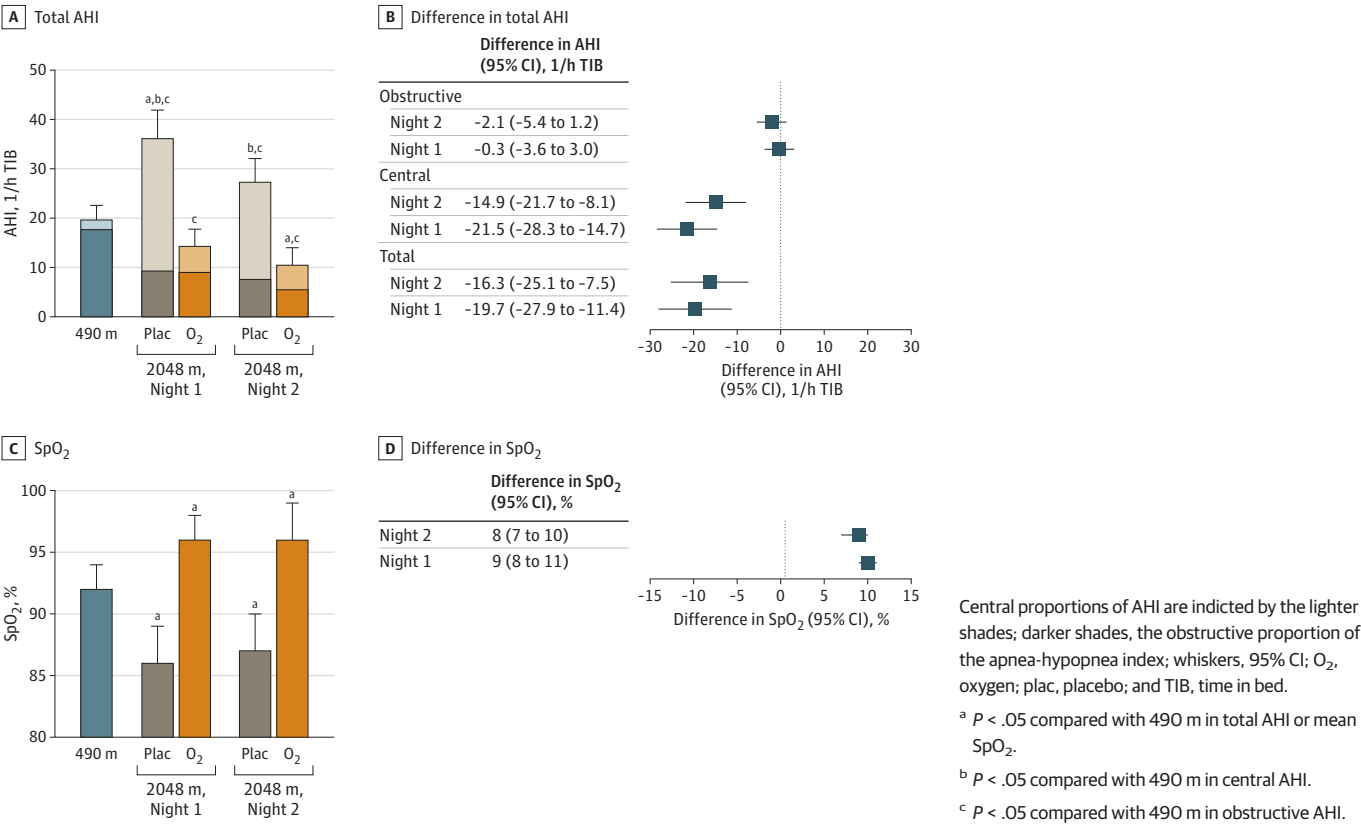 A Total AHI
AHI, 1/h TIB
50
40
30
20
10
0
a,b,c
c
b,c
a,c
490 m
Plac
O2
Plac
O2
2048 m,
Night 1
2048 m,
Night 2
B Difference in total AHI
Difference in AHI
(95% CI), 1/h TIB
Obstructive
Night 2 -2.1 (-5.4 to 1.2)
Night 1 -0.3 (-3.6 to 3.0)
Central
Night 2 -14.9 (-21.7 to -8.1)
Night 1 -21.5 (-28.3 to -14.7)
Total
Night 2 -16.3 (-25.1 to -7.5)
Night 1 -19.7 (-27.9 to -11.4)
-30 -20 -10 0 10 20 30
Difference in AHI
(95% CI), 1/h TIB
C SpO2
SpO2, %
100
95
90
85
80
a
a
a
a
490 m
Plac
O2
Plac
O2
2048 m,
Night 1
2048 m,
Night 2
D Difference in SpO2
Difference in SpO2
(95% CI), %
Night 2 8 (7 to 10)
Night 1 9 (8 to 11)
-15 -10 -5 0 5 10 15
Difference in SpO2 (95% CI), %
Central proportions of AHI are indicted by the lighter
shades; darker shades, the obstructive proportion of
the apnea-hypopnea index; whiskers, 95% CI; O2,
oxygen; plac, placebo; and TIB, time in bed.
a P < .05 compared with 490 m in total AHI or mean
SpO2.
b P < .05 compared with 490 m in central AHI.
c P < .05 compared with 490 m in obstructive AHI.